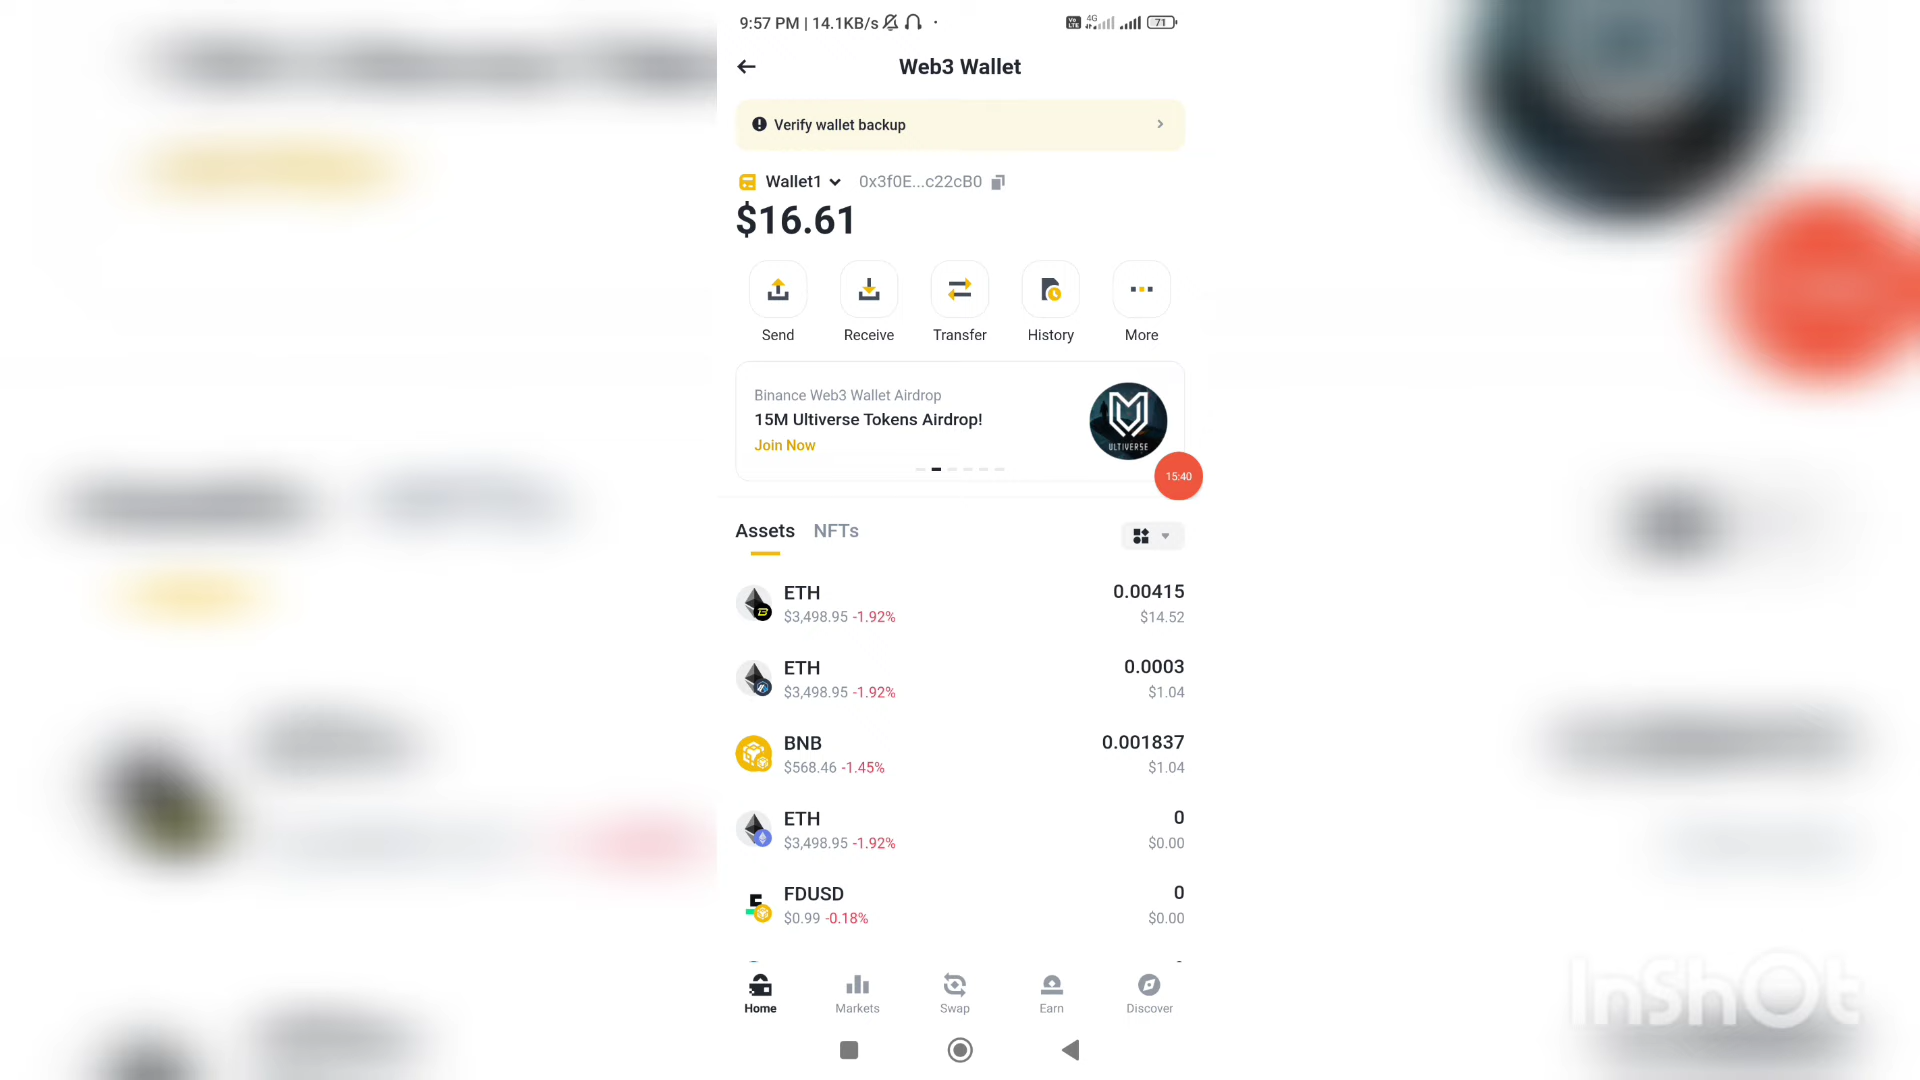 9:57 PM | 14.1KB/s
Vo LTE 4G 71
Web3 Wallet
Verify wallet backup
Wallet1 0x3f0E...c22cB0
$16.61
Send Receive Transfer History More
Binance Web3 Wallet Airdrop
15M Ultiverse Tokens Airdrop!
Join Now
ULTIVERSE
15:40
Assets NFTs
ETH 0.00415
$3,498.95 -1.92% $14.52
ETH 0.0003
$3,498.95 -1.92% $1.04
BNB 0.001837
$568.46 -1.45% $1.04
ETH 0
$3,498.95 -1.92% $0.00
FDUSD 0
$0.99 -0.18% $0.00
Home Markets Swap Earn Discover
InShOt